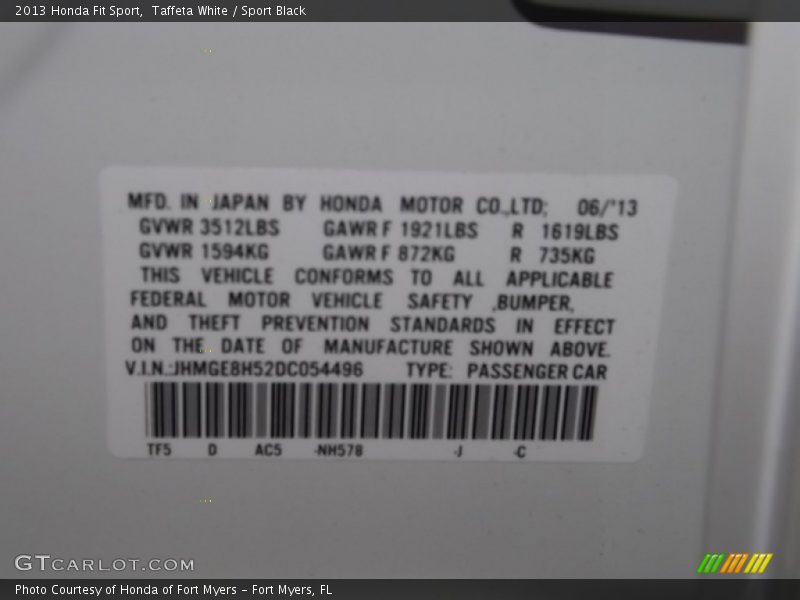 2013 Honda Fit Sport,  Taffeta White / Sport Black
MFD. IN JAPAN BY HONDA MOTOR CO.,LTD; 06/'13
GVWR 3512LBS GAWR F 1921LBS R 1619LBS
GVWR 1594KG GAWR F 872KG R 735KG
THIS VEHICLE CONFORMS TO ALL APPLICABLE
FEDERAL MOTOR VEHICLE SAFETY ,BUMPER,
AND THEFT PREVENTION STANDARDS IN EFFECT
ON THE DATE OF MANUFACTURE SHOWN ABOVE.
V.I.N.:JHMGE8H52DC054496 TYPE: PASSENGER CAR
TF5 D AC5 -NH578 -J -C
GTCARLOT.COM
Photo Courtesy of Honda of Fort Myers – Fort Myers, FL